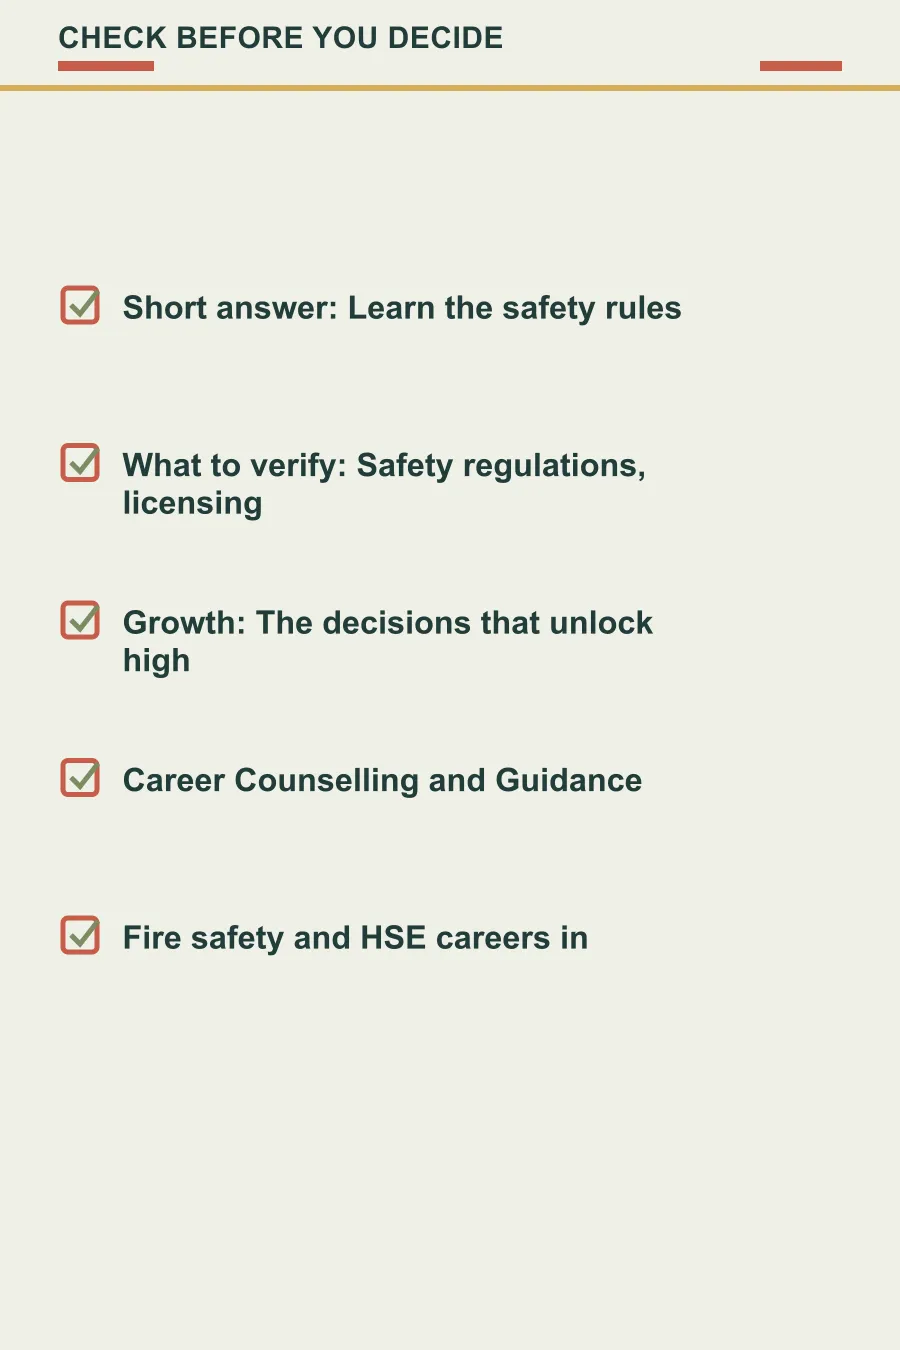 CHECK BEFORE YOU DECIDE
Short answer: Learn the safety rules
What to verify: Safety regulations,
licensing
Growth: The decisions that unlock
high
Career Counselling and Guidance
Fire safety and HSE careers in